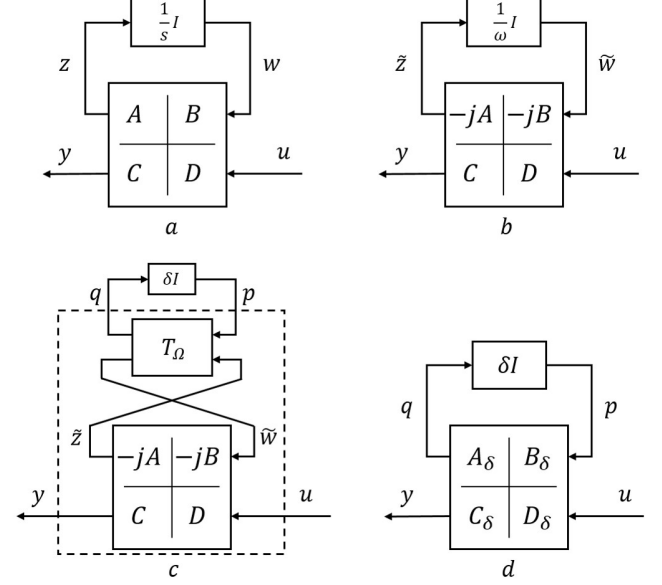 1/s I
1/ω I
z
w
z̃
w̃
A
B
-jA
-jB
y
u
y
u
C
D
C
D
a
b
δI
q
p
T_Ω
δI
q
p
z̃
w̃
-jA
-jB
A_δ
B_δ
y
u
y
u
C
D
C_δ
D_δ
c
d